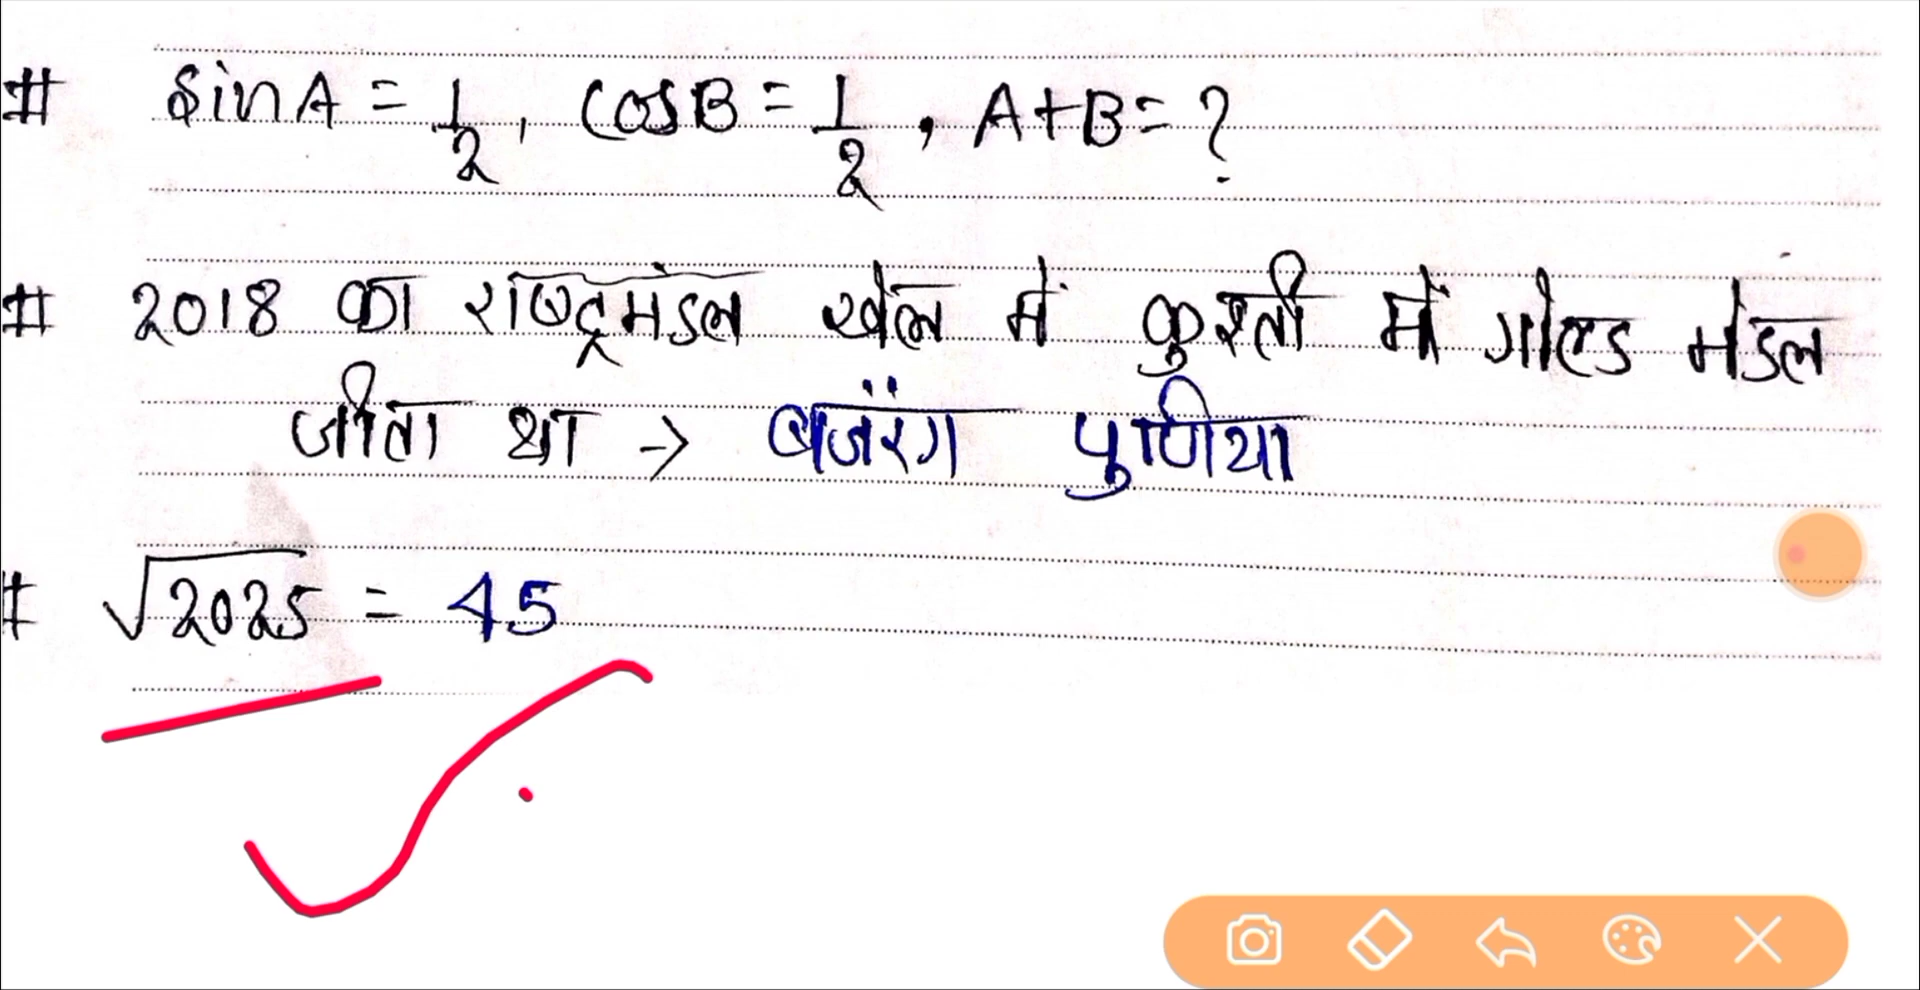 # sinA = 1/2, cosB = 1/2, A+B = ?
# 2018 का राष्ट्रमंडल खेल में कुश्ती में गोल्ड मेडल
जीता था → बजरंग पुणिया
# √2025 = 45